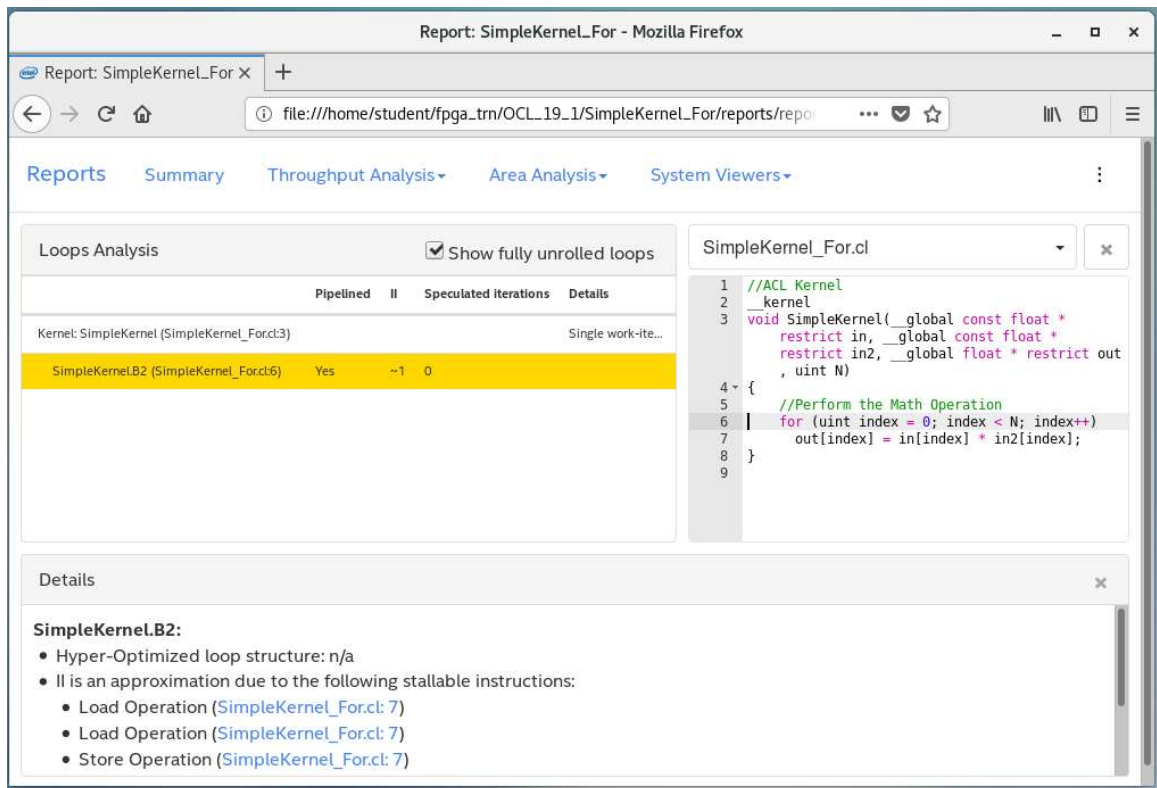 Report: SimpleKernel_For - Mozilla Firefox
Report: SimpleKernel_For
file:///home/student/fpga_trn/OCL_19_1/SimpleKernel_For/reports/repo
Reports Summary Throughput Analysis Area Analysis System Viewers
Loops Analysis Show fully unrolled loops
Pipelined II Speculated iterations Details
Kernel: SimpleKernel (SimpleKernel_For.cl:3) Single work-ite...
SimpleKernel.B2 (SimpleKernel_For.cl:6) Yes ~1 0
SimpleKernel_For.cl
1 //ACL Kernel
2 __kernel
3 void SimpleKernel(__global const float *
restrict in, __global const float *
restrict in2, __global float * restrict out
, uint N)
4 {
5 //Perform the Math Operation
6 for (uint index = 0; index < N; index++)
7 out[index] = in[index] * in2[index];
8 }
9
Details
SimpleKernel.B2:
• Hyper-Optimized loop structure: n/a
• II is an approximation due to the following stallable instructions:
• Load Operation (SimpleKernel_For.cl: 7)
• Load Operation (SimpleKernel_For.cl: 7)
• Store Operation (SimpleKernel_For.cl: 7)